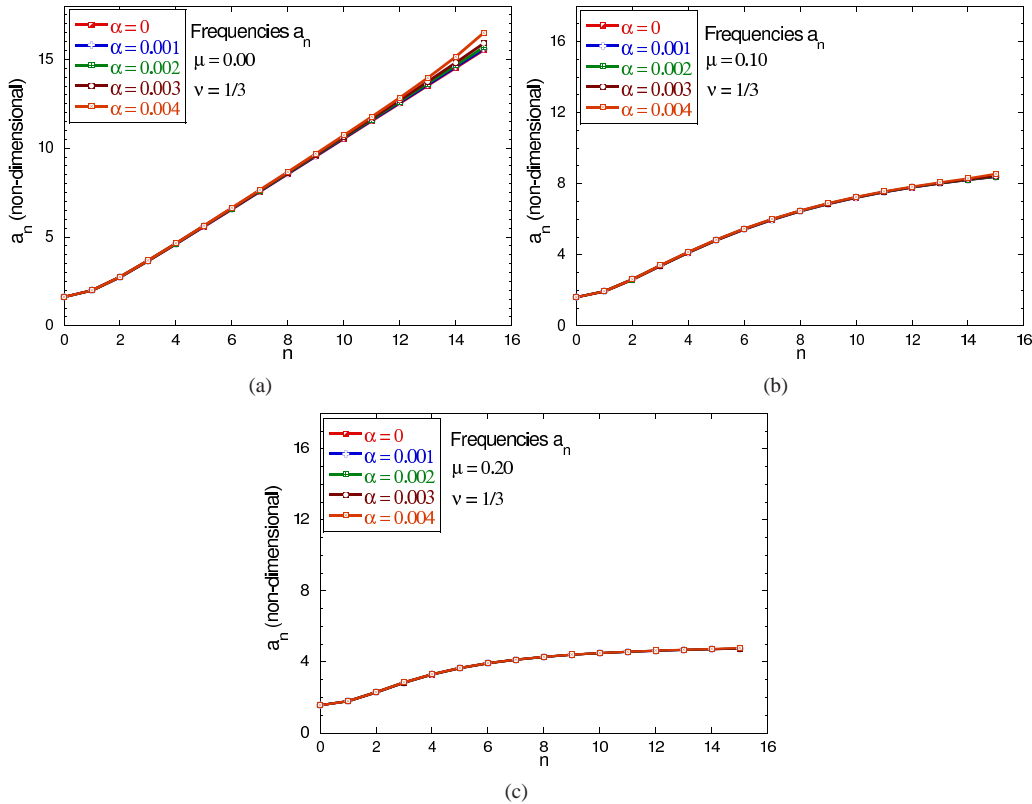 α = 0
α = 0.001
α = 0.002
α = 0.003
α = 0.004
Frequencies a_n
μ = 0.00
ν = 1/3
15
10
5
0
a_n (non-dimensional)
0 2 4 6 8 10 12 14 16
n
(a)
α = 0
α = 0.001
α = 0.002
α = 0.003
α = 0.004
Frequencies a_n
μ = 0.10
ν = 1/3
16
12
8
4
0
a_n (non-dimensional)
0 2 4 6 8 10 12 14 16
n
(b)
α = 0
α = 0.001
α = 0.002
α = 0.003
α = 0.004
Frequencies a_n
μ = 0.20
ν = 1/3
16
12
8
4
0
a_n (non-dimensional)
0 2 4 6 8 10 12 14 16
n
(c)